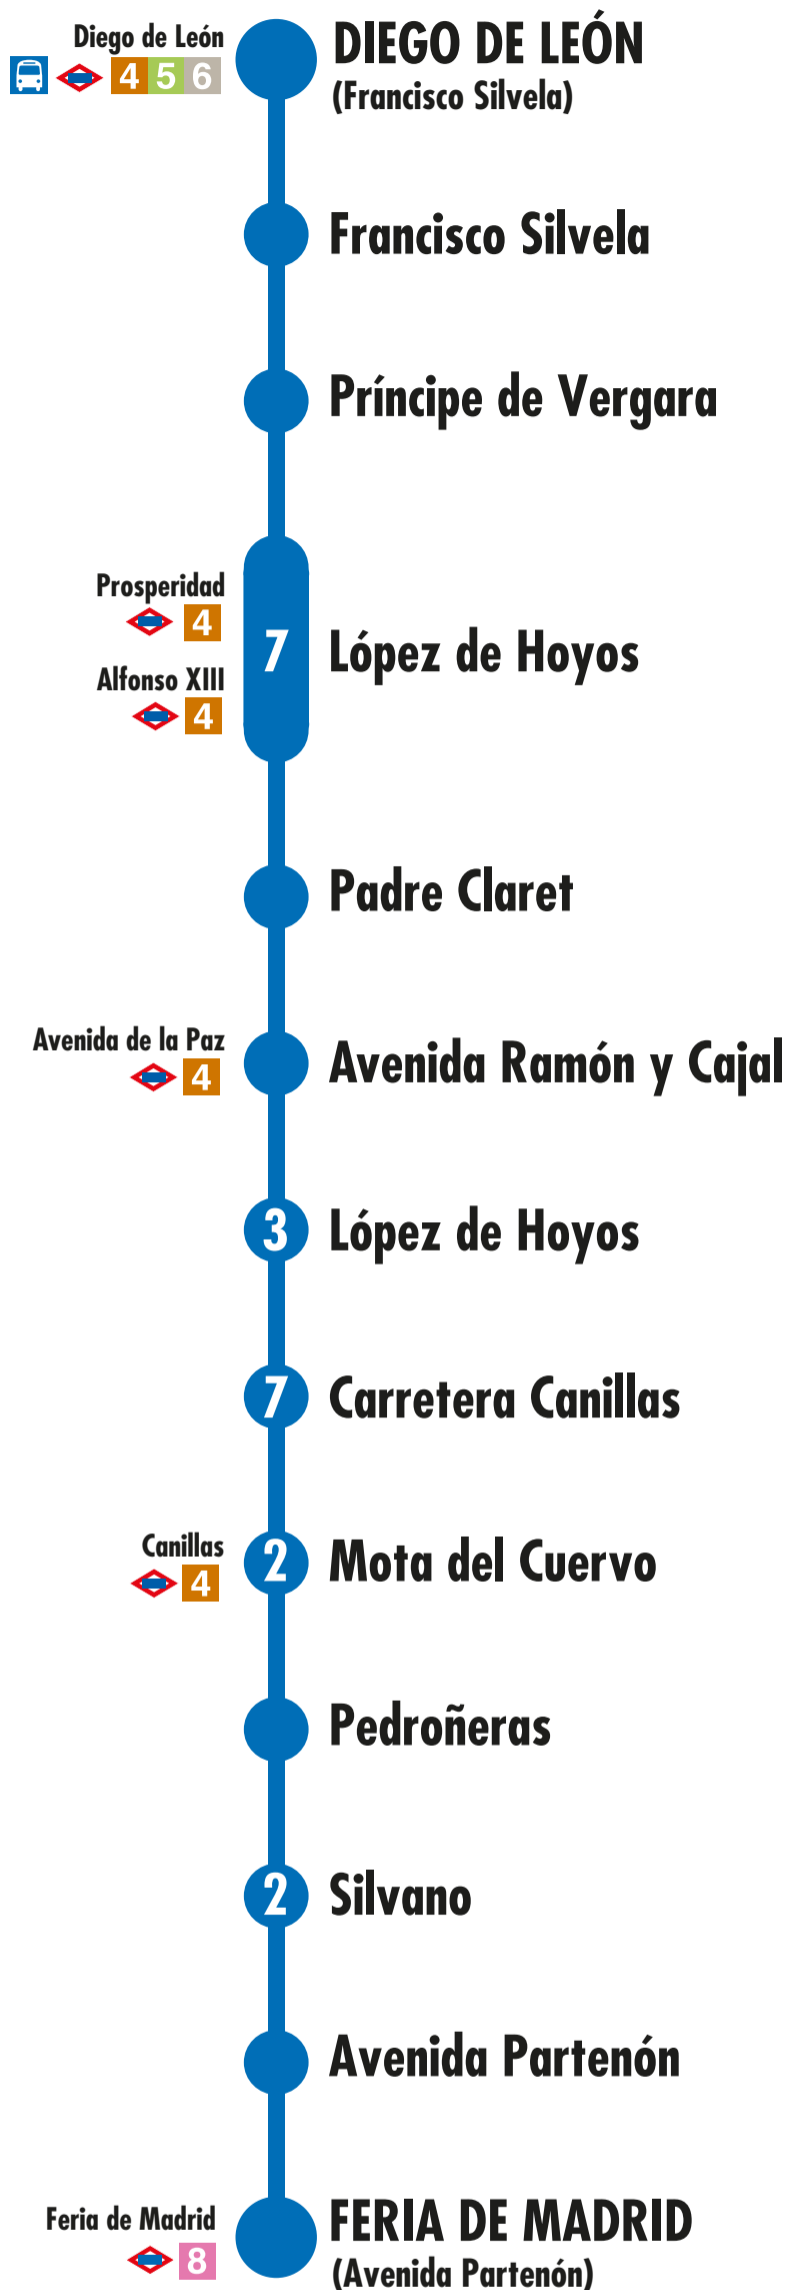 Diego de León
4 5 6
DIEGO DE LEÓN
(Francisco Silvela)
Francisco Silvela
Príncipe de Vergara
Prosperidad
4
Alfonso XIII
4
7
López de Hoyos
Padre Claret
Avenida de la Paz
4
Avenida Ramón y Cajal
3 López de Hoyos
7 Carretera Canillas
Canillas
4
2 Mota del Cuervo
Pedroñeras
2 Silvano
Avenida Partenón
Feria de Madrid
8
FERIA DE MADRID
(Avenida Partenón)